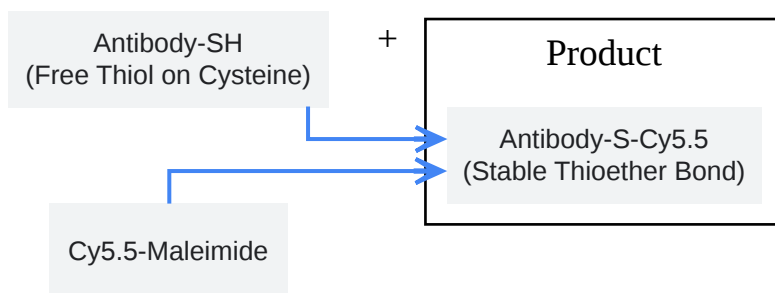 Antibody-SH
(Free Thiol on Cysteine)
+
Product
Antibody-S-Cy5.5
(Stable Thioether Bond)
Cy5.5-Maleimide